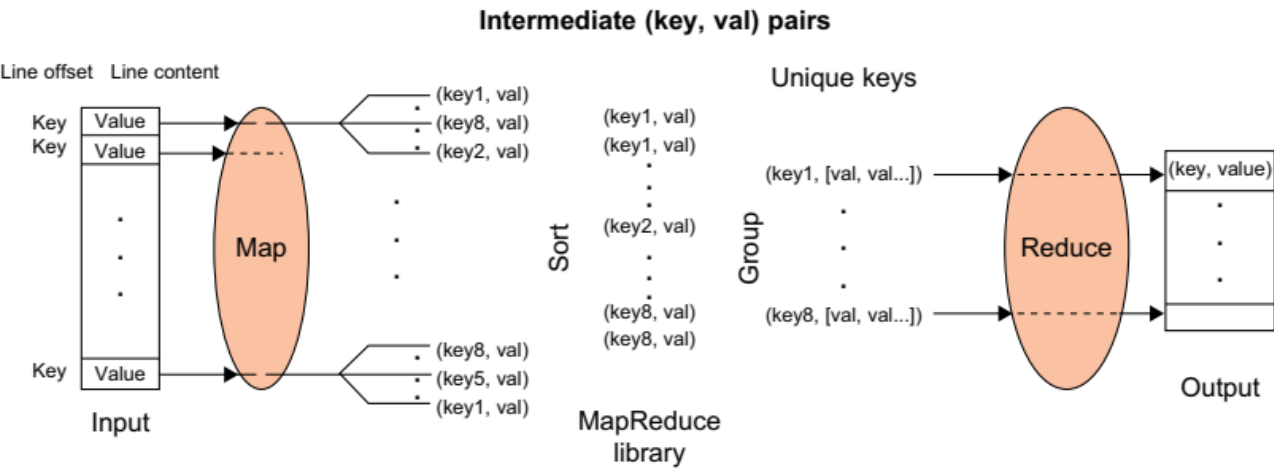 Intermediate (key, val) pairs
Line offset Line content
Key Value
Key Value
Key Value
Input
Map
(key1, val)
(key8, val)
(key2, val)
(key8, val)
(key5, val)
(key1, val)
Sort
(key1, val)
(key1, val)
(key2, val)
(key8, val)
(key8, val)
MapReduce
library
Group
Unique keys
(key1, [val, val...])
(key8, [val, val...])
Reduce
(key, value)
Output